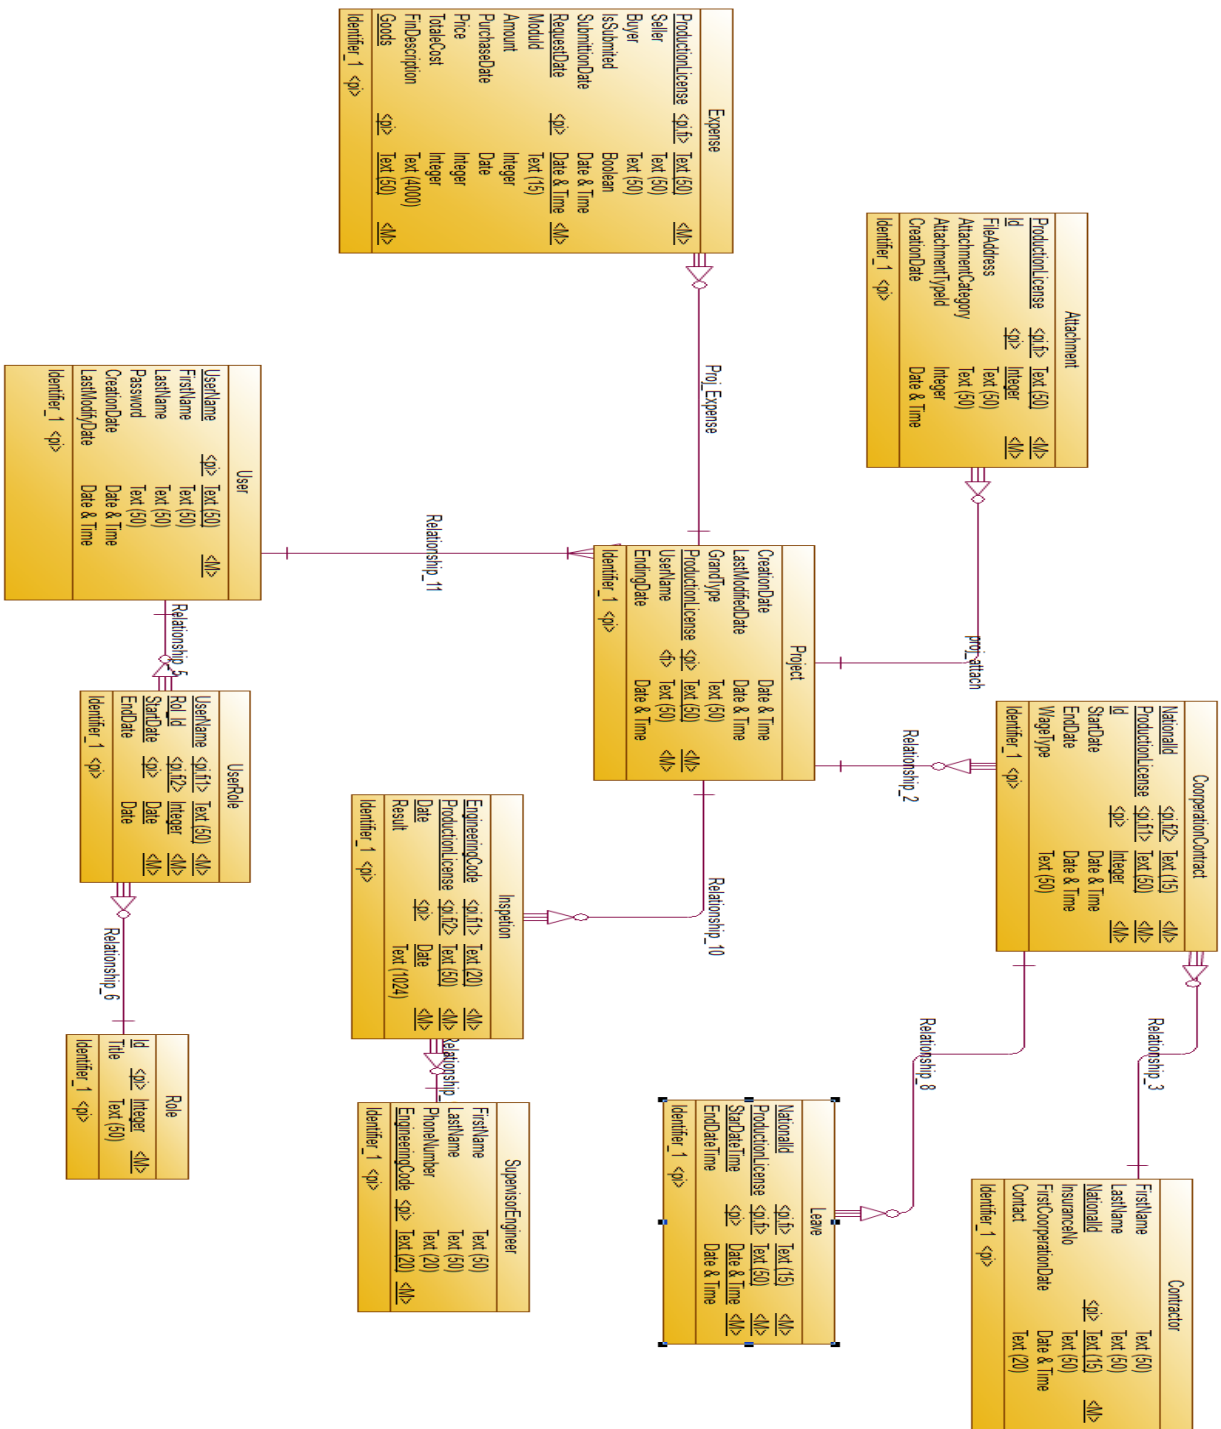 Expense
ProductionLicense <pi,fi> Text (50) <M>
Seller Text (50)
Buyer Text (50)
IsSubmited Boolean
SubmittionDate Date & Time
RequestDate <pi> Date & Time <M>
ModuId Text (15)
Amount Integer
PurchaseDate Date
Price Integer
TotaleCost Integer
FinDescription Text (4000)
Goods <pi> Text (50) <M>
Identifier_1 <pi>
Attachment
ProductionLicense <pi,fi> Text (50) <M>
Id <pi> Integer <M>
FileAddress Text (50)
AttachmentCategory Text (50)
AttachmentTypeId Integer
CreationDate Date & Time
Identifier_1 <pi>
Proj_Expense
proj_attach
User
UserName <pi> Text (50) <M>
FirstName Text (50)
LastName Text (50)
Password Text (50)
CreationDate Date & Time
LastModifyDate Date & Time
Identifier_1 <pi>
Relationship_11
Project
CreationDate Date & Time
LastModifiedDate Date & Time
GrandType Text (50)
ProductionLicense <pi> Text (50) <M>
UserName <fi> Text (50)
EndingDate Date & Time
Identifier_1 <pi>
Relationship_2
CoorperationContract
NationalId <pi,fi2> Text (15) <M>
ProductionLicense <pi,fi1> Text (50) <M>
Id <pi> Integer <M>
StartDate Date & Time
EndDate Date & Time
WageType Text (50)
Identifier_1 <pi>
Relationship_5
UserRole
UserName <pi,fi1> Text (50) <M>
Rol_Id <pi,fi2> Integer <M>
StartDate <pi> Date <M>
EndDate Date
Identifier_1 <pi>
Inspetion
EngineeringCode <pi,fi1> Text (20) <M>
ProductionLicense <pi,fi2> Text (50) <M>
Date <pi> Date <M>
Result Text (1024)
Identifier_1 <pi>
Relationship_10
Relationship_6
Relationship_
Relationship_8
Relationship_3
Role
Id <pi> Integer <M>
Title Text (50)
Identifier_1 <pi>
SupervisorEngineer
FirstName Text (50)
LastName Text (50)
PhoneNumber Text (20)
EngineeringCode <pi> Text (20) <M>
Identifier_1 <pi>
Leave
NationalId <pi,fi> Text (15) <M>
ProductionLicense <pi,fi> Text (50) <M>
StarDateTime <pi> Date & Time <M>
EndDateTime Date & Time
Identifier_1 <pi>
Contractor
FirstName Text (50)
LastName Text (50)
NationalId <pi> Text (15) <M>
InsuranceNo Text (50)
FirstCoorperationDate Date & Time
Contact Text (20)
Identifier_1 <pi>